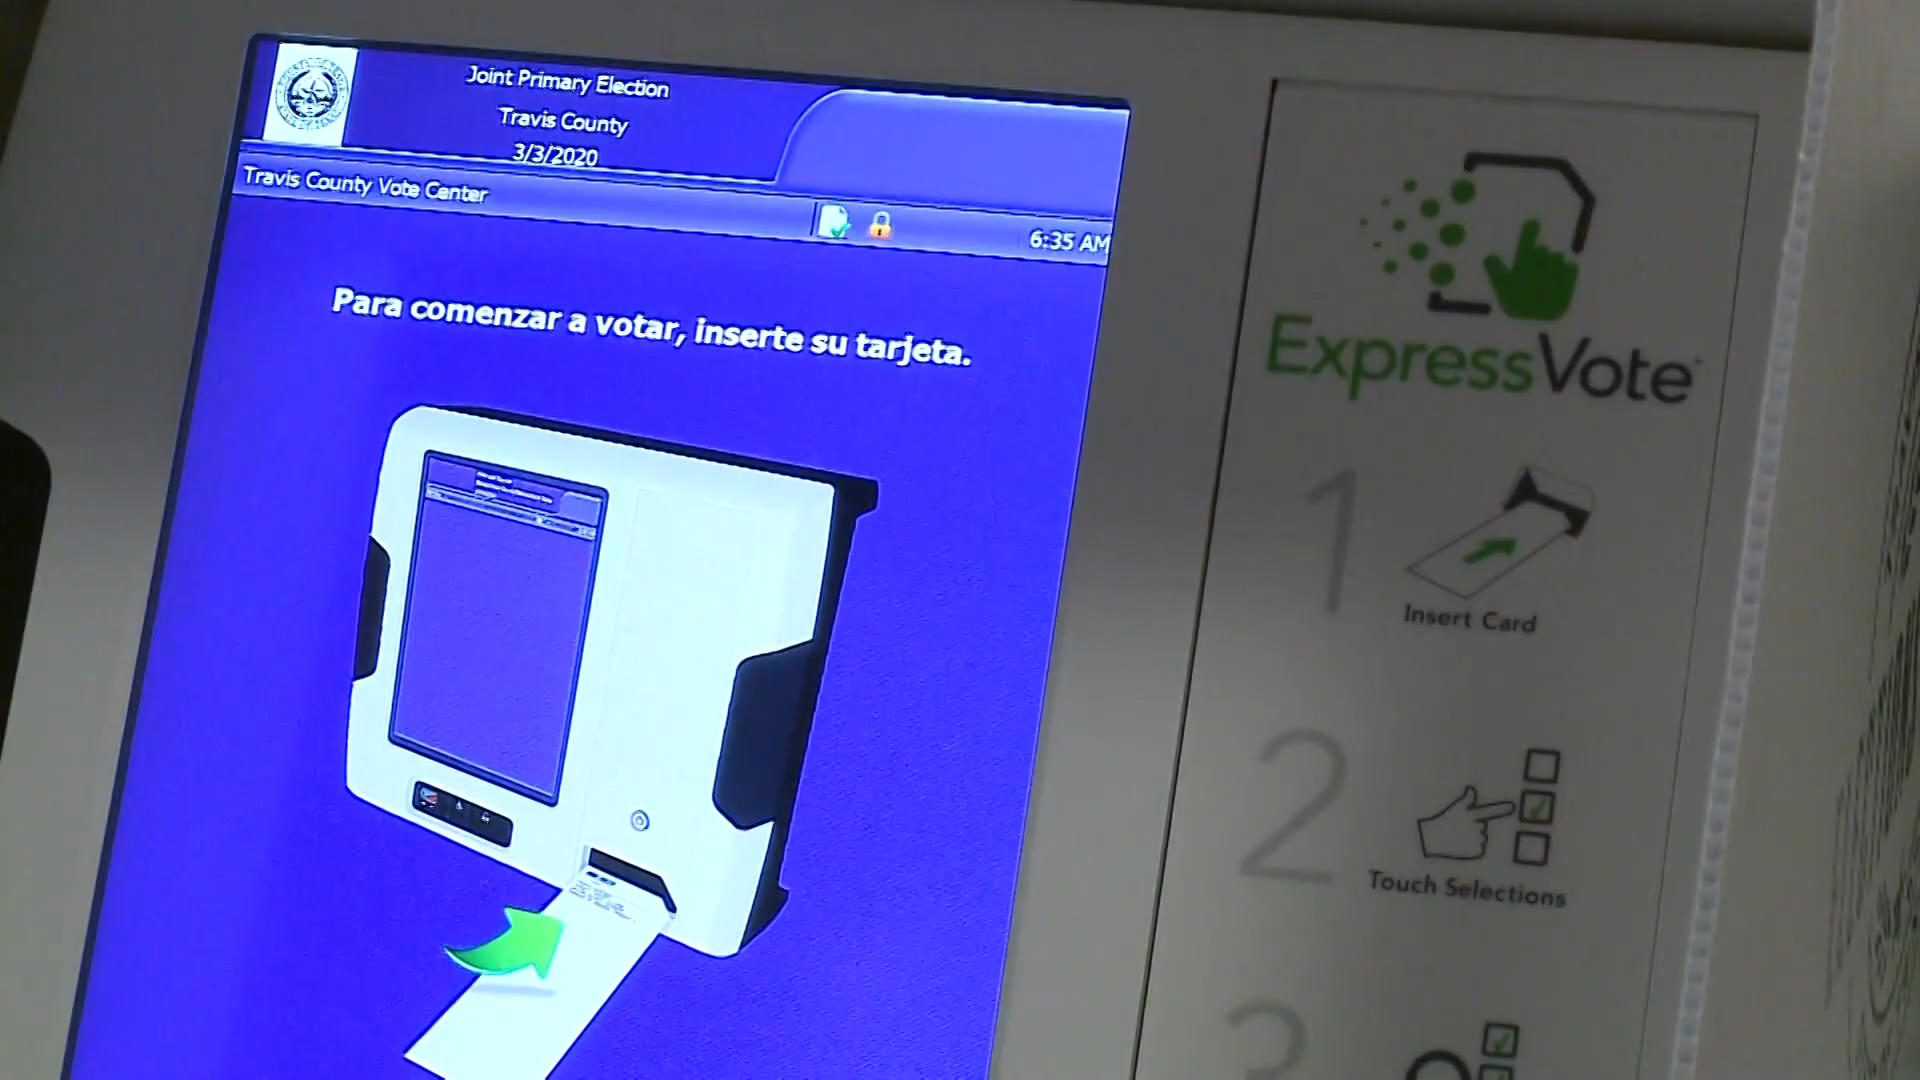 Joint Primary Election
Travis County
3/3/2020
Travis County Vote Center
6:35 AM
Para comenzar a votar, inserte su tarjeta.
ExpressVote
1
Insert Card
2
Touch Selections
3